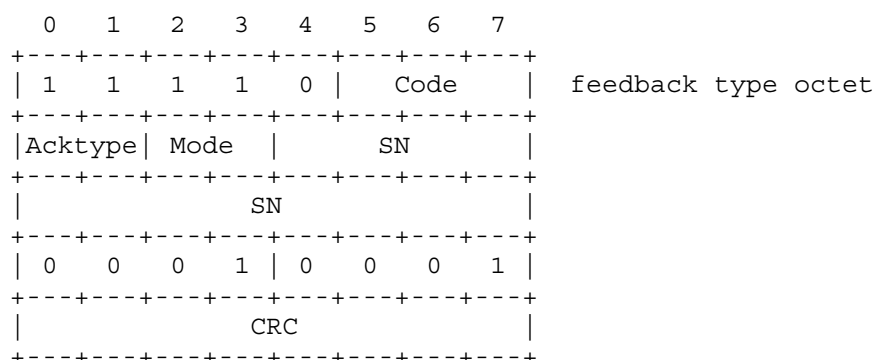 0   1   2   3   4   5   6   7
+---+---+---+---+---+---+---+---+
| 1   1   1   1   0 |   Code    |  feedback type octet
+---+---+---+---+---+---+---+---+
|Acktype| Mode  |      SN       |
+---+---+---+---+---+---+---+---+
|              SN               |
+---+---+---+---+---+---+---+---+
| 0   0   0   1 | 0   0   0   1 |
+---+---+---+---+---+---+---+---+
|              CRC              |
+---+---+---+---+---+---+---+---+